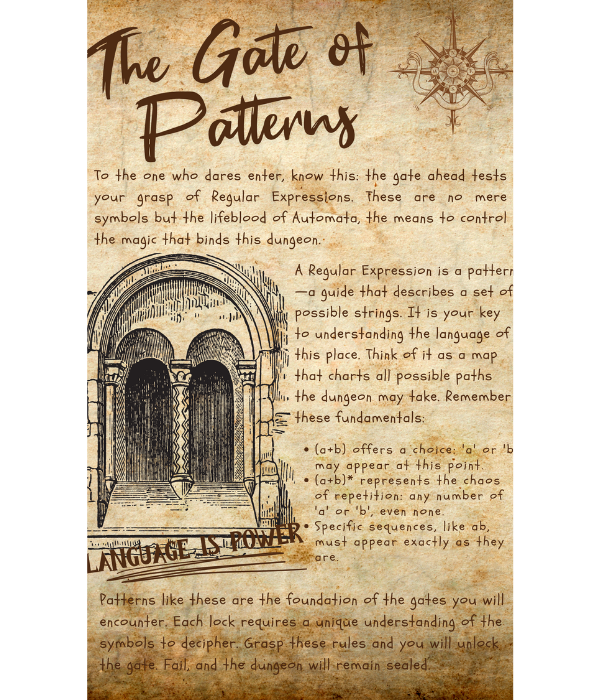 The Gate of
Patterns
To the one who dares enter, know this: the gate ahead tests
your grasp of Regular Expressions. These are no mere
symbols but the lifeblood of Automata, the means to control
the magic that binds this dungeon.
A Regular Expression is a pattern
—a guide that describes a set of
possible strings. It is your key
to understanding the language of
this place. Think of it as a map
that charts all possible paths
the dungeon may take. Remember
these fundamentals:
• (a+b) offers a choice: 'a' or 'b
may appear at this point.
• (a+b)* represents the chaos
of repetition: any number of
'a' or 'b', even none.
• Specific sequences, like ab,
must appear exactly as they
are.
LANGUAGE IS POWER
Patterns like these are the foundation of the gates you will
encounter. Each lock requires a unique understanding of the
symbols to decipher. Grasp these rules and you will unlock
the gate. Fail, and the dungeon will remain sealed.